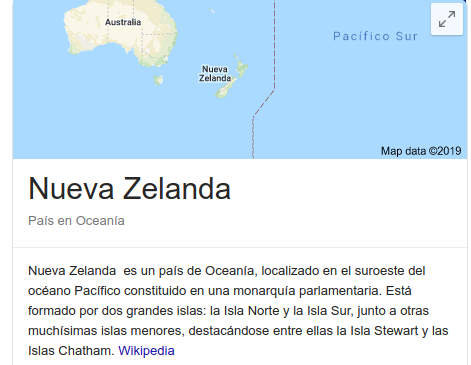 Australia
Pacífico Sur
Nueva
Zelanda
Map data ©2019
Nueva Zelanda
País en Oceanía
Nueva Zelanda es un país de Oceanía, localizado en el suroeste del
océano Pacífico constituido en una monarquía parlamentaria. Está
formado por dos grandes islas: la Isla Norte y la Isla Sur, junto a otras
muchísimas islas menores, destacándose entre ellas la Isla Stewart y las
Islas Chatham. Wikipedia